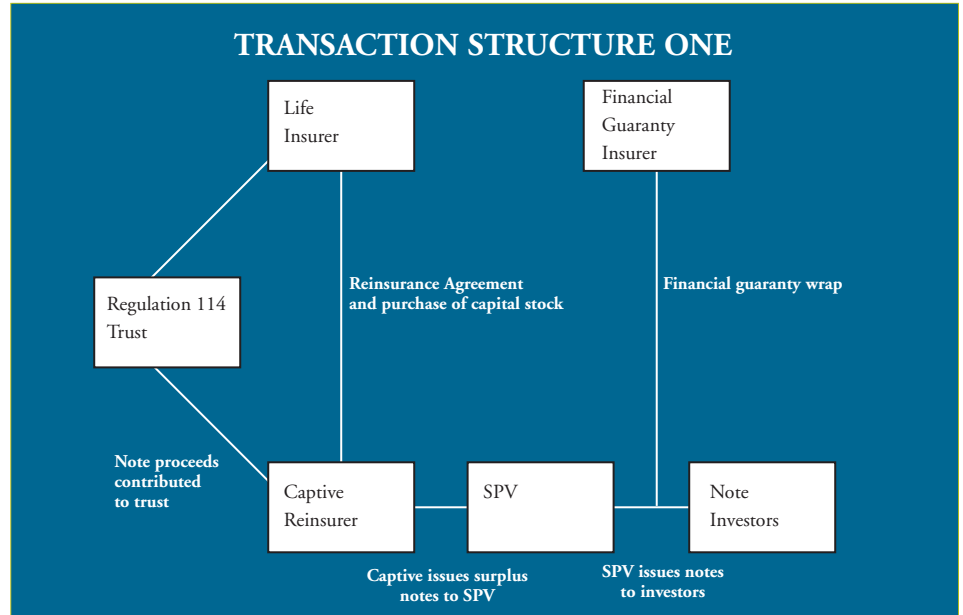 TRANSACTION STRUCTURE ONE
Life
Insurer
Financial
Guaranty
Insurer
Regulation 114
Trust
Reinsurance Agreement
and purchase of capital stock
Financial guaranty wrap
Note proceeds
contributed
to trust
Captive
Reinsurer
SPV
Note
Investors
Captive issues surplus
notes to SPV
SPV issues notes
to investors